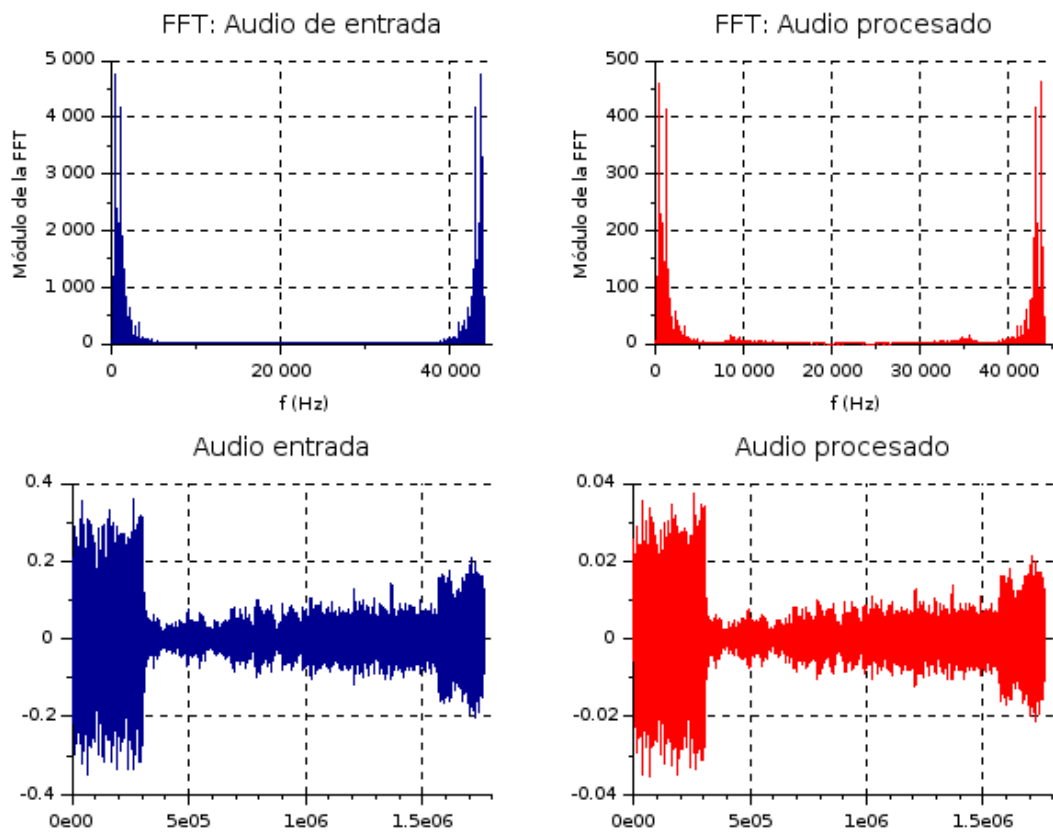 FFT: Audio de entrada
5 000
4 000
3 000
2 000
1 000
0
Módulo de la FFT
0
20 000
40 000
f (Hz)
FFT: Audio procesado
500
400
300
200
100
0
Módulo de la FFT
0
10 000
20 000
30 000
40 000
f (Hz)
Audio entrada
0.4
0.2
0
-0.2
-0.4
0e00
5e05
1e06
1.5e06
Audio procesado
0.04
0.02
0
-0.02
-0.04
0e00
5e05
1e06
1.5e06